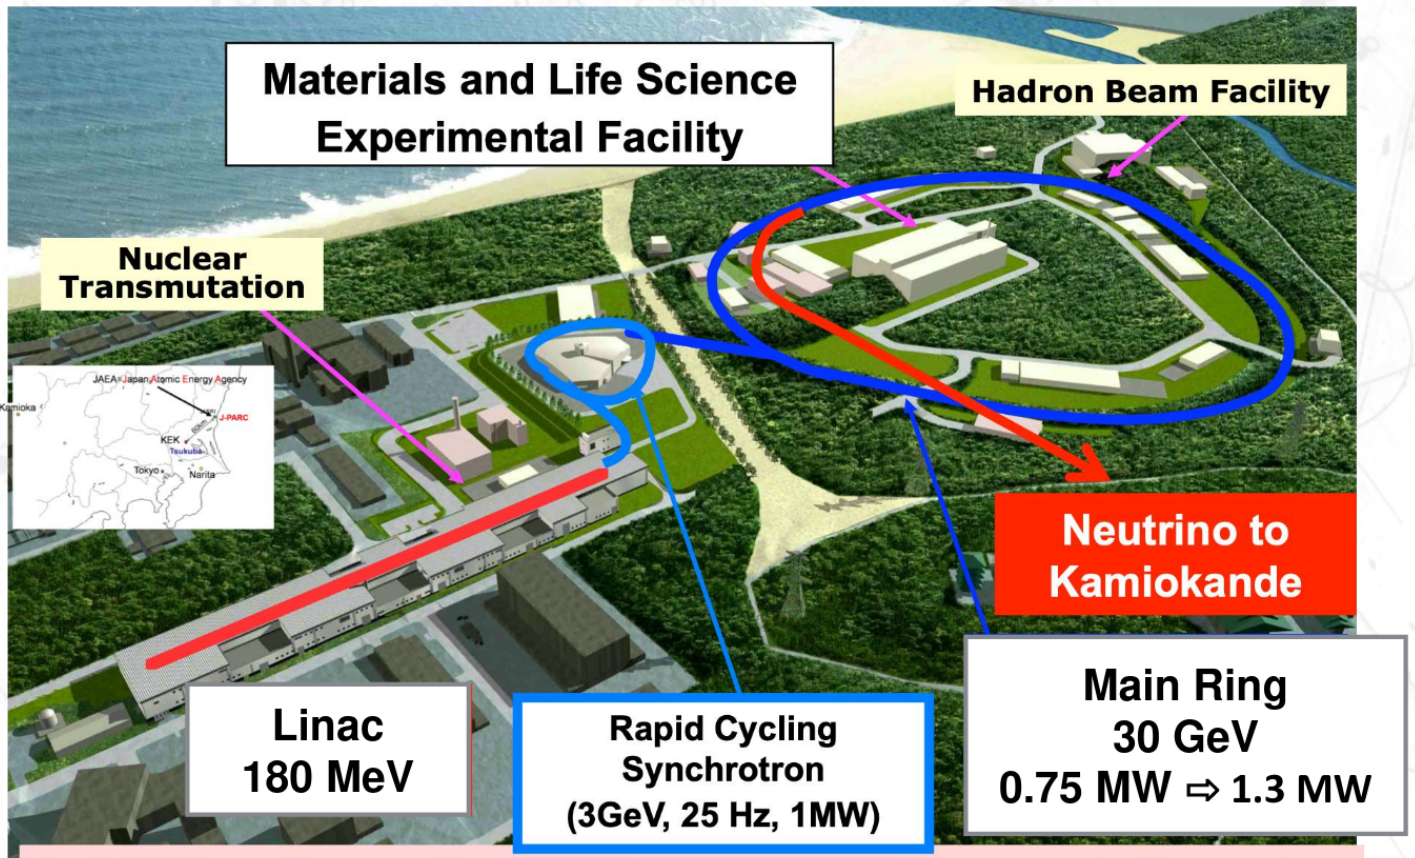 Materials and Life Science
Experimental Facility
Hadron Beam Facility
Nuclear
Transmutation
JAEA=Japan Atomic Energy Agency
Kamioka
J-PARC
60km
KEK
Tsukuba
Tokyo
Narita
Neutrino to
Kamiokande
Linac
180 MeV
Rapid Cycling
Synchrotron
(3GeV, 25 Hz, 1MW)
Main Ring
30 GeV
0.75 MW ⇨ 1.3 MW